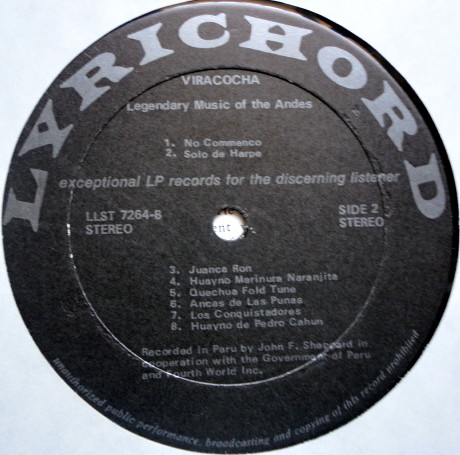 LYRICHORD
VIRACOCHA
Legendary Music of the Andes
1. No Commenco
2. Solo de Harpe
exceptional LP records for the discerning listener
LLST 7264-B
STEREO
SIDE 2
STEREO
ent
3. Juanca Ron
4. Huayno Marinura Naranjita
5. Quechua Fold Tune
6. Ancas de Las Punas
7. Los Conquistadores
8. Huayno de Pedro Cahun
Recorded in Peru by John F. Sheppard in
cooperation with the Government of Peru
and Fourth World Inc.
unauthorized public performance, broadcasting and copying of this record prohibited